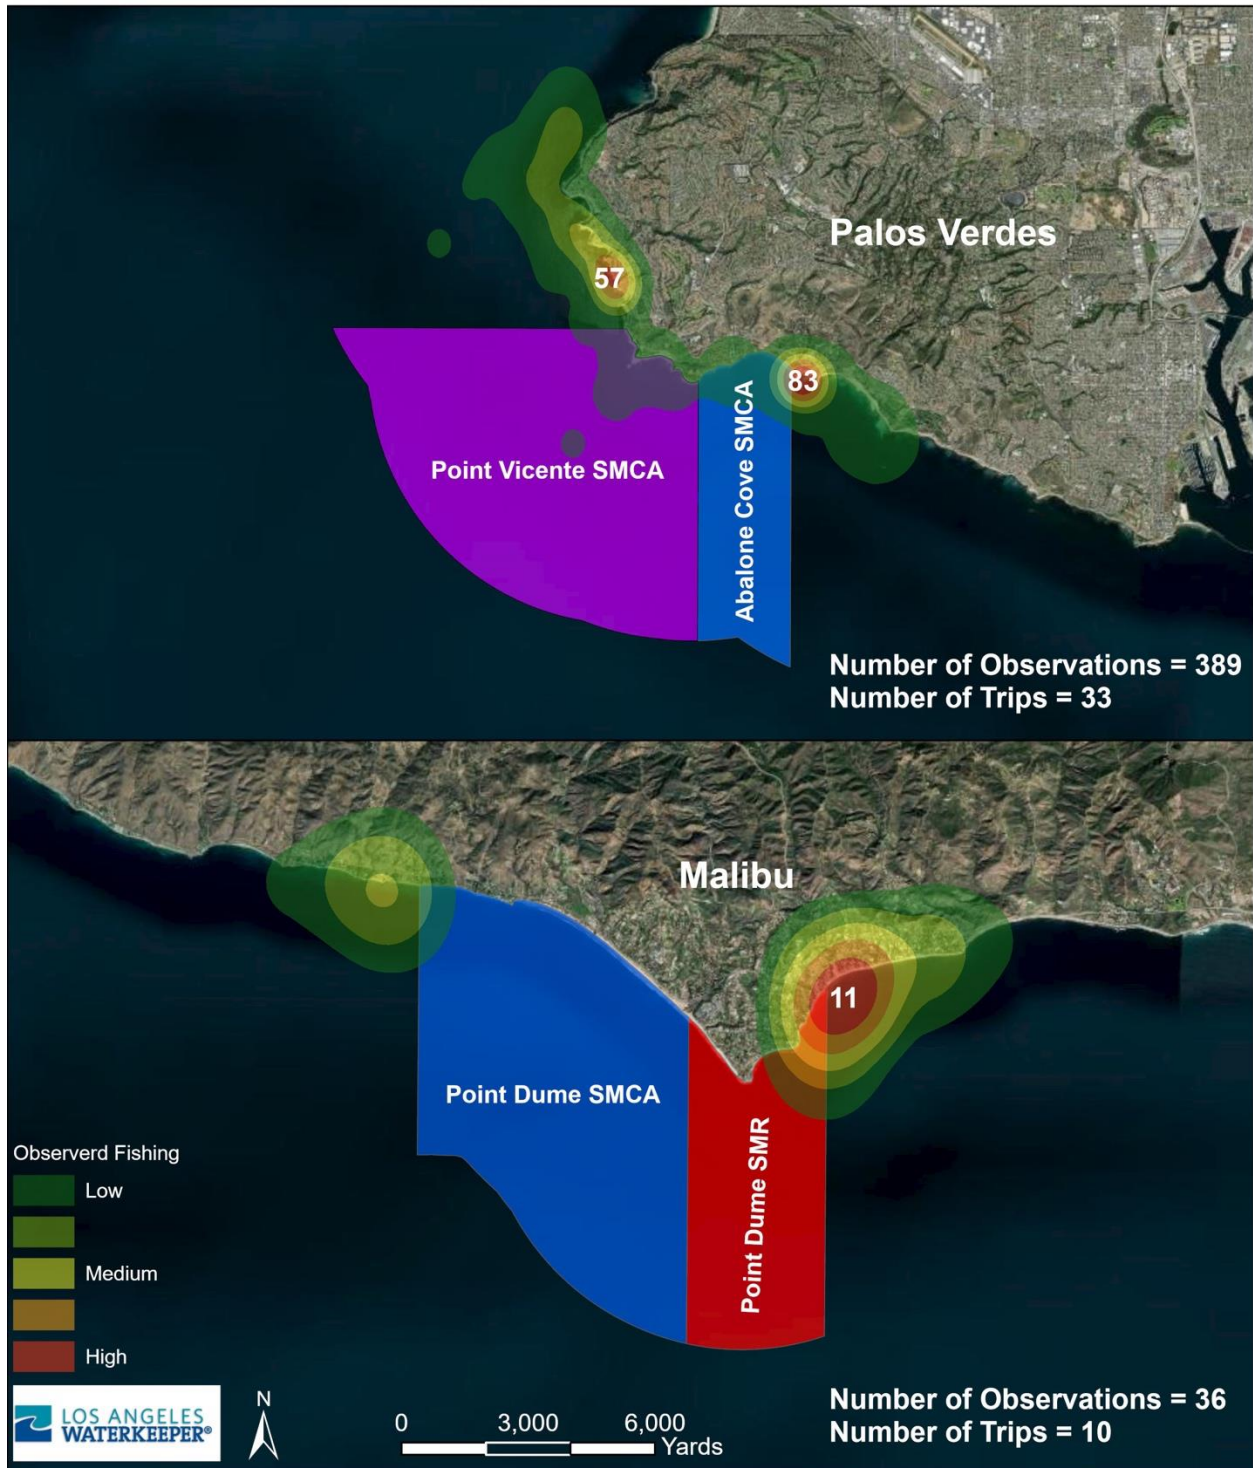 Palos Verdes
57
83
Point Vicente SMCA
Abalone Cove SMCA
Number of Observations = 389
Number of Trips = 33
Malibu
11
Point Dume SMCA
Point Dume SMR
Observerd Fishing
Low
Medium
High
LOS ANGELES
WATERKEEPER®
N
0 3,000 6,000
Yards
Number of Observations = 36
Number of Trips = 10